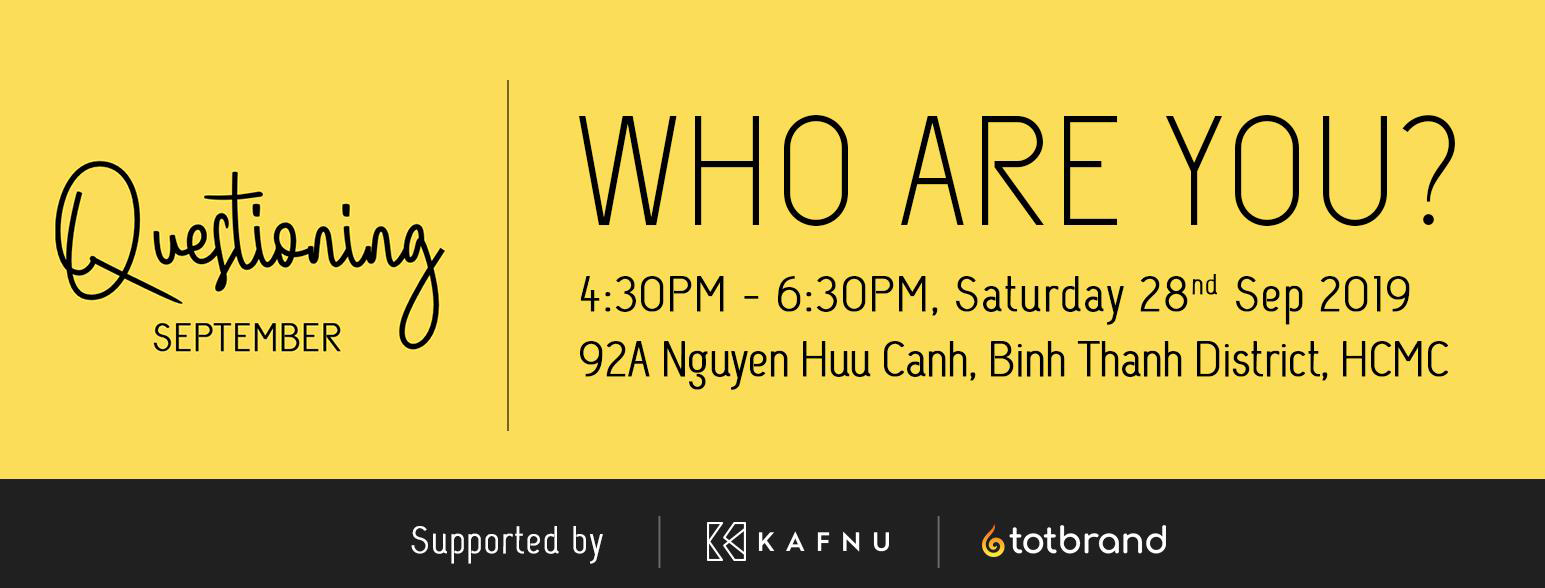 Questioning
SEPTEMBER
WHO ARE YOU?
4:30PM - 6:30PM, Saturday 28nd Sep 2019
92A Nguyen Huu Canh, Binh Thanh District, HCMC
Supported by
KAFNU
totbrand